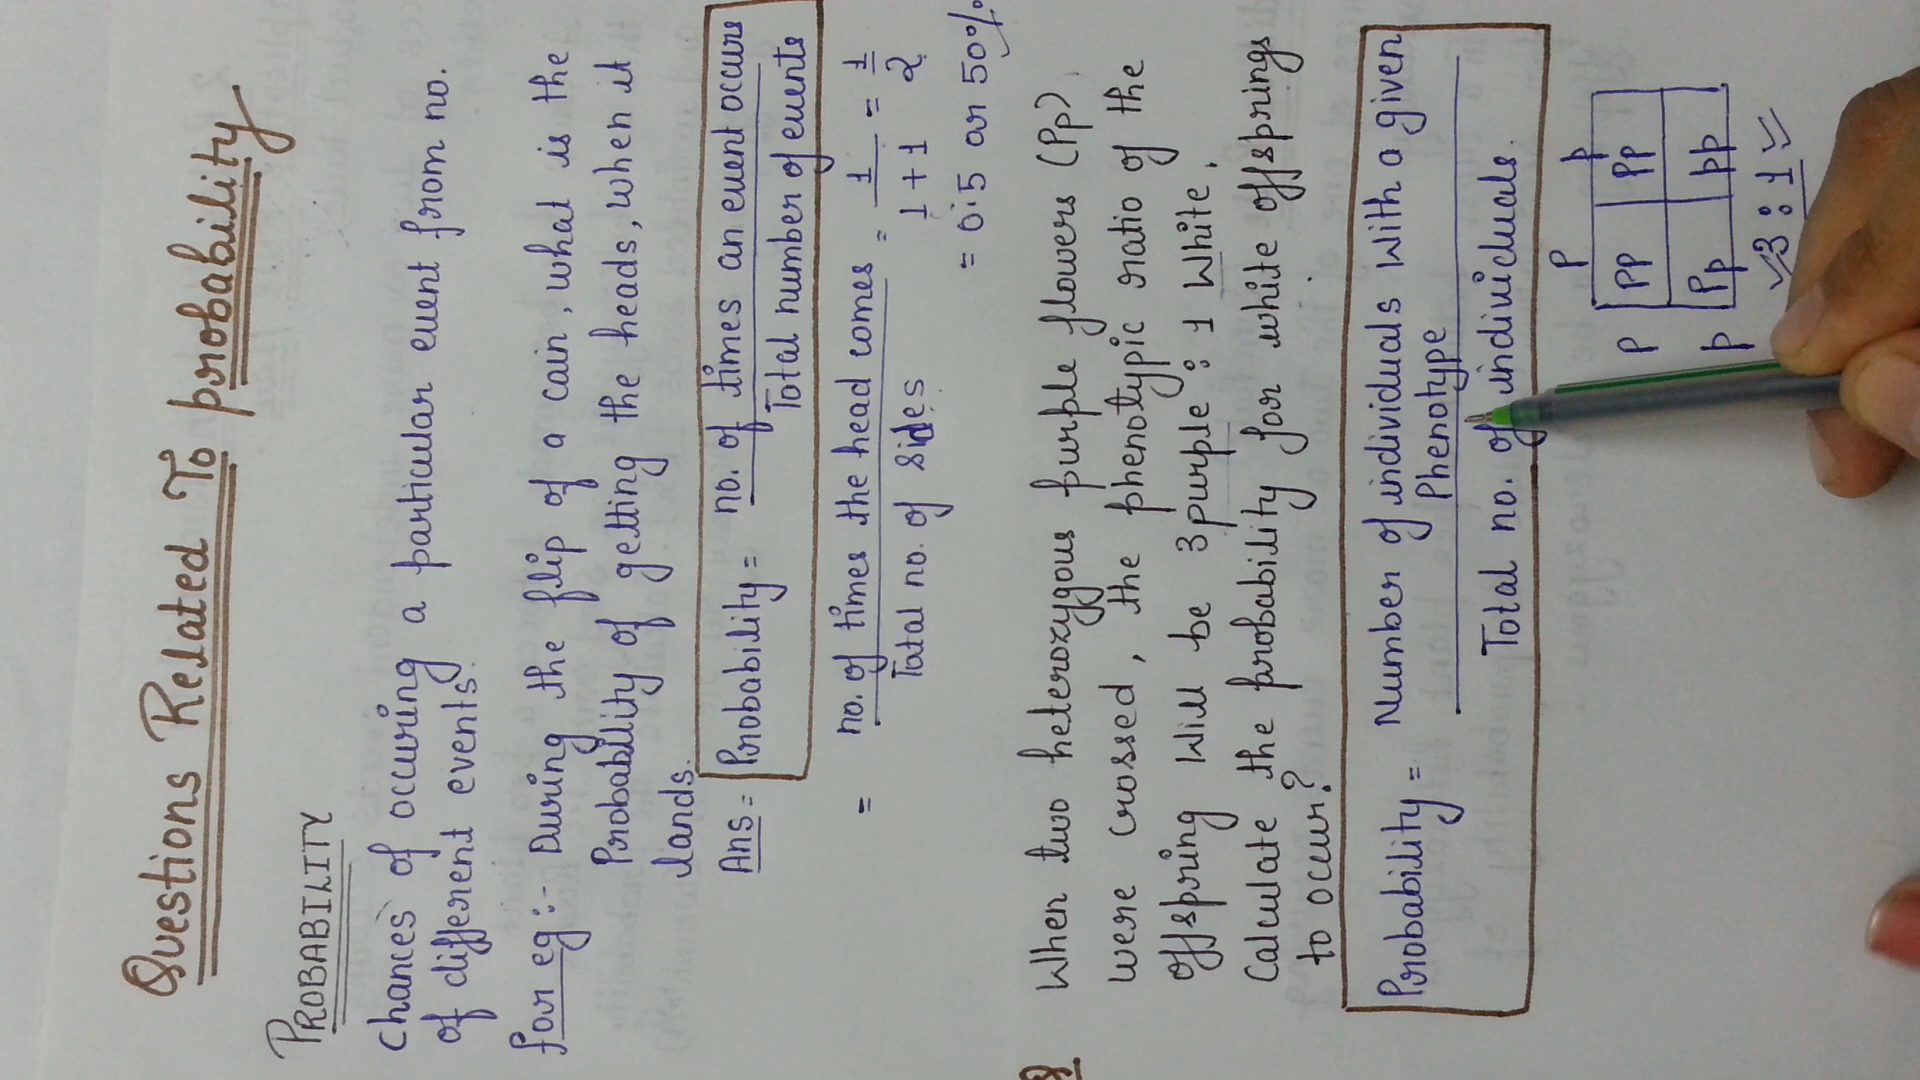 Questions Related To probability
PROBABILITY
Chances of occuring a particular event from no.
of different events.
For eg:- During the flip of a coin, what is the
Probability of getting the heads, when it
lands.
Ans = Probability = no. of times an event occurs
Total number of events
= no. of times the head comes = 1 = 1
Total no. of sides 1+1 2
= 0.5 or 50%
Q When two heterozygous purple flowers (Pp)
were crossed, the phenotypic ratio of the
offspring will be 3 purple : 1 White.
Calculate the probability for white offsprings
to occur?
Probability = Number of individuals with a given
Phenotype
Total no. of individuals.
P p
P PP Pp
p Pp pp
3:1